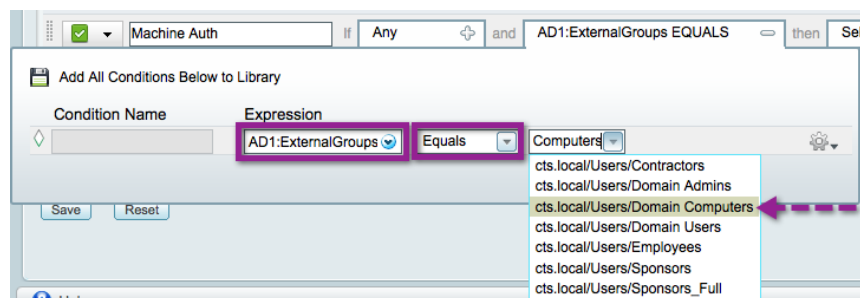 Machine Auth If Any and AD1:ExternalGroups EQUALS then
Add All Conditions Below to Library
Condition Name Expression
AD1:ExternalGroups Equals Computers
cts.local/Users/Contractors
cts.local/Users/Domain Admins
cts.local/Users/Domain Computers
cts.local/Users/Domain Users
cts.local/Users/Employees
cts.local/Users/Sponsors
cts.local/Users/Sponsors_Full
Save Reset